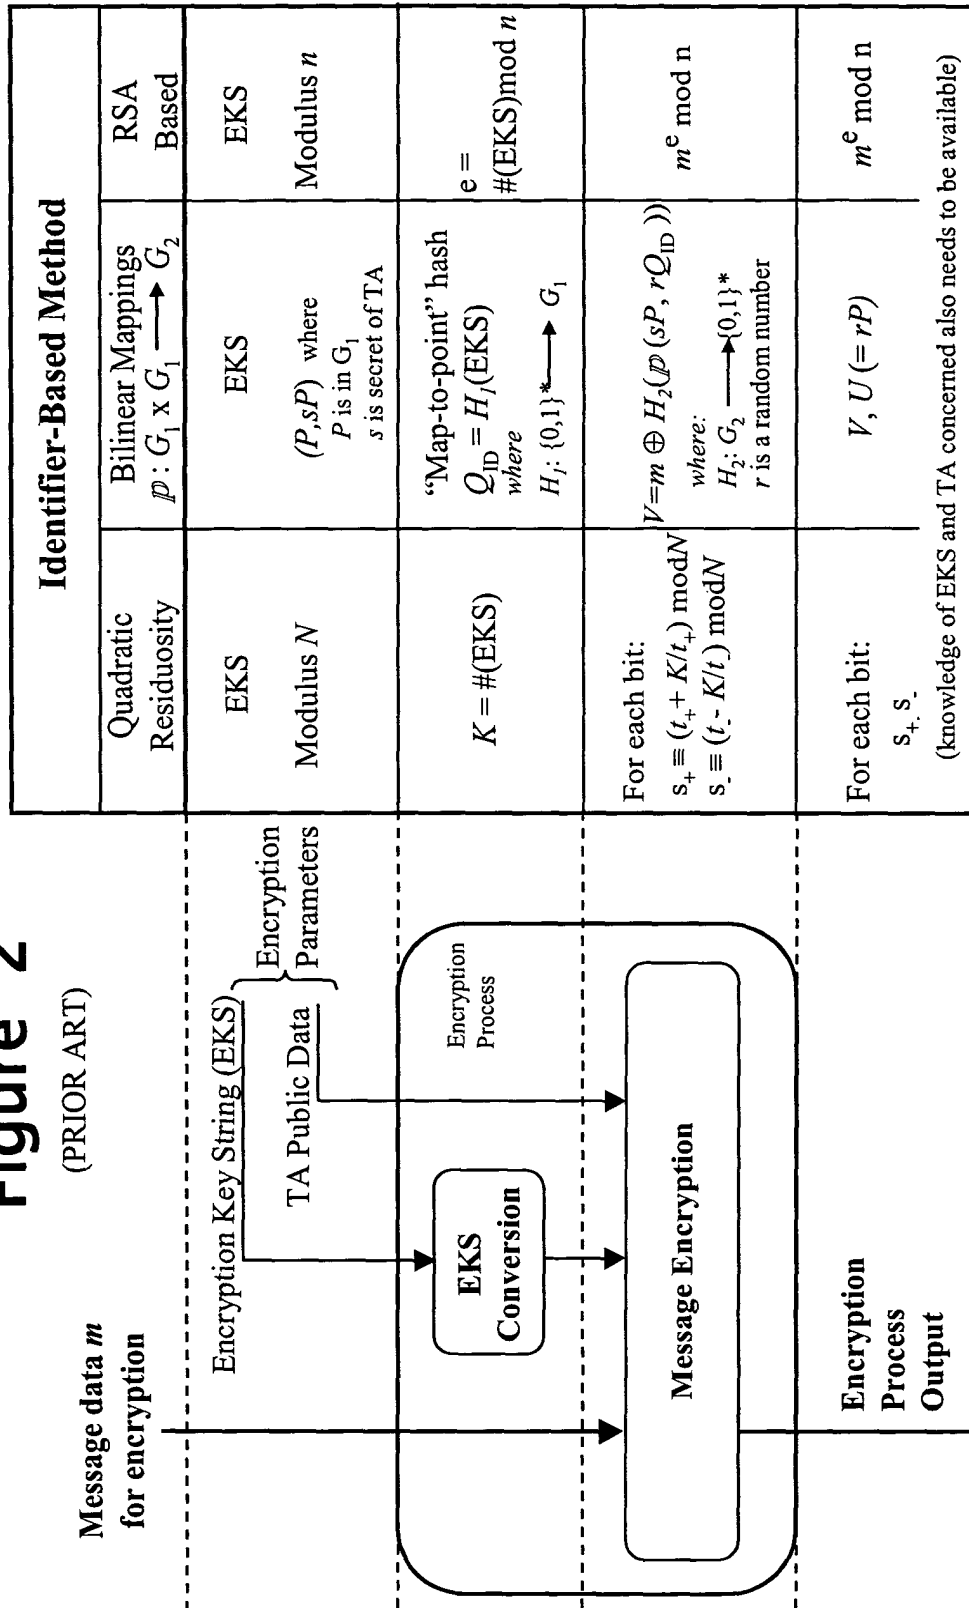 Figure 2
(PRIOR ART)
Message data m
for encryption
Encryption Key String (EKS)
TA Public Data
Encryption
Parameters
Encryption
Process
EKS
Conversion
Message Encryption
Encryption
Process
Output
Identifier-Based Method
Quadratic
Residuosity
Bilinear Mappings
p : G₁ x G₁ → G₂
RSA
Based
EKS
Modulus N
EKS
(P,sP) where
P is in G₁
s is secret of TA
EKS
Modulus n
K = #(EKS)
“Map-to-point” hash
Q_ID = H₁(EKS)
where
H₁: {0,1}* → G₁
e =
#(EKS)mod n
For each bit:
s₊ ≡ (t₊ + K/t₊) modN
s₋ ≡ (t₋ - K/t₋) modN
V=m ⊕ H₂(p (sP, rQ_ID ))
where:
H₂: G₂ → {0,1}*
r is a random number
m^e mod n
For each bit:
s₊, s₋
V, U (= rP)
m^e mod n
(knowledge of EKS and TA concerned also needs to be available)